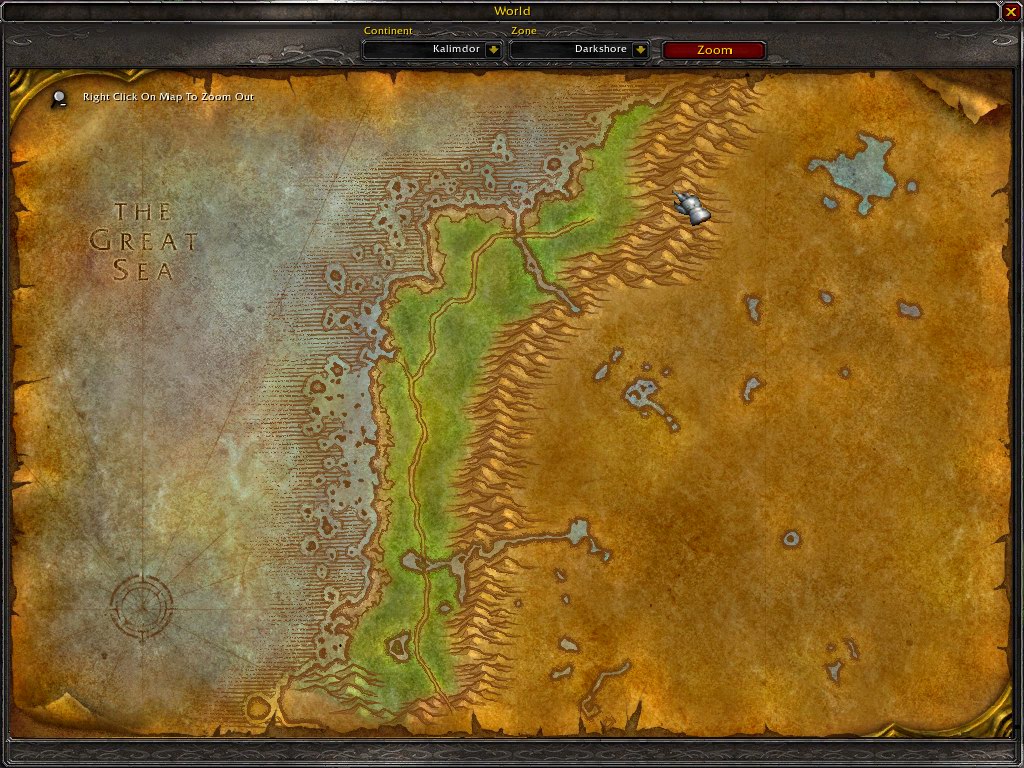 World
Continent
Zone
Kalimdor
Darkshore
Zoom
Right Click On Map To Zoom Out
THE
GREAT
SEA